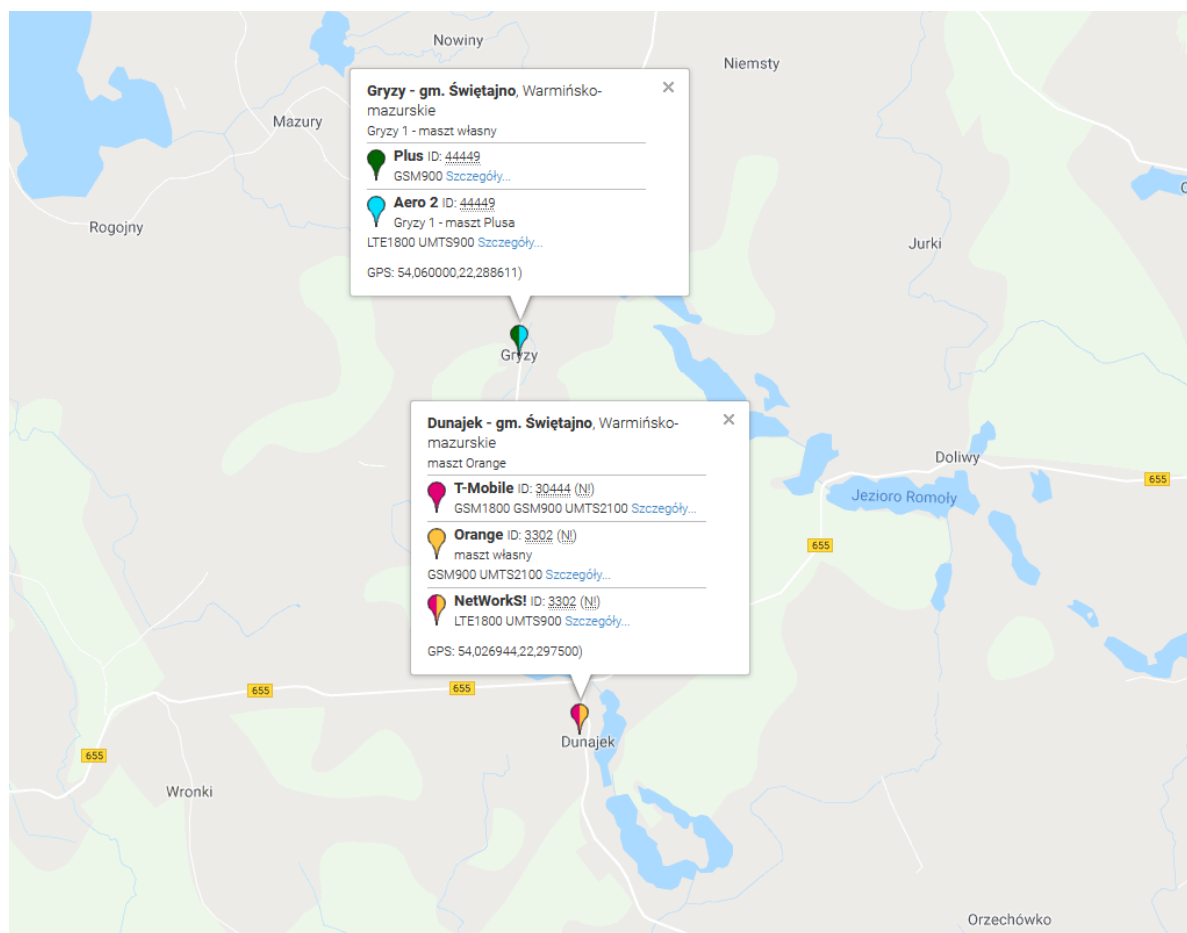 Nowiny
Niemsty
Gryzy - gm. Świętajno, Warmińsko-
mazurskie
Gryzy 1 - maszt własny
Plus ID: 44449
GSM900 Szczegóły...
Aero 2 ID: 44449
Gryzy 1 - maszt Plusa
LTE1800 UMTS900 Szczegóły...
GPS: 54,060000,22,288611)
Mazury
Rogojny
Jurki
Gryzy
Dunajek - gm. Świętajno, Warmińsko-
mazurskie
maszt Orange
T-Mobile ID: 30444 (N!)
GSM1800 GSM900 UMTS2100 Szczegóły...
Orange ID: 3302 (N!)
maszt własny
GSM900 UMTS2100 Szczegóły...
NetWorkS! ID: 3302 (N!)
LTE1800 UMTS900 Szczegóły...
GPS: 54,026944,22,297500)
Doliwy
655
Jezioro Romoły
655
655
655
Dunajek
655
Wronki
Orzechówko